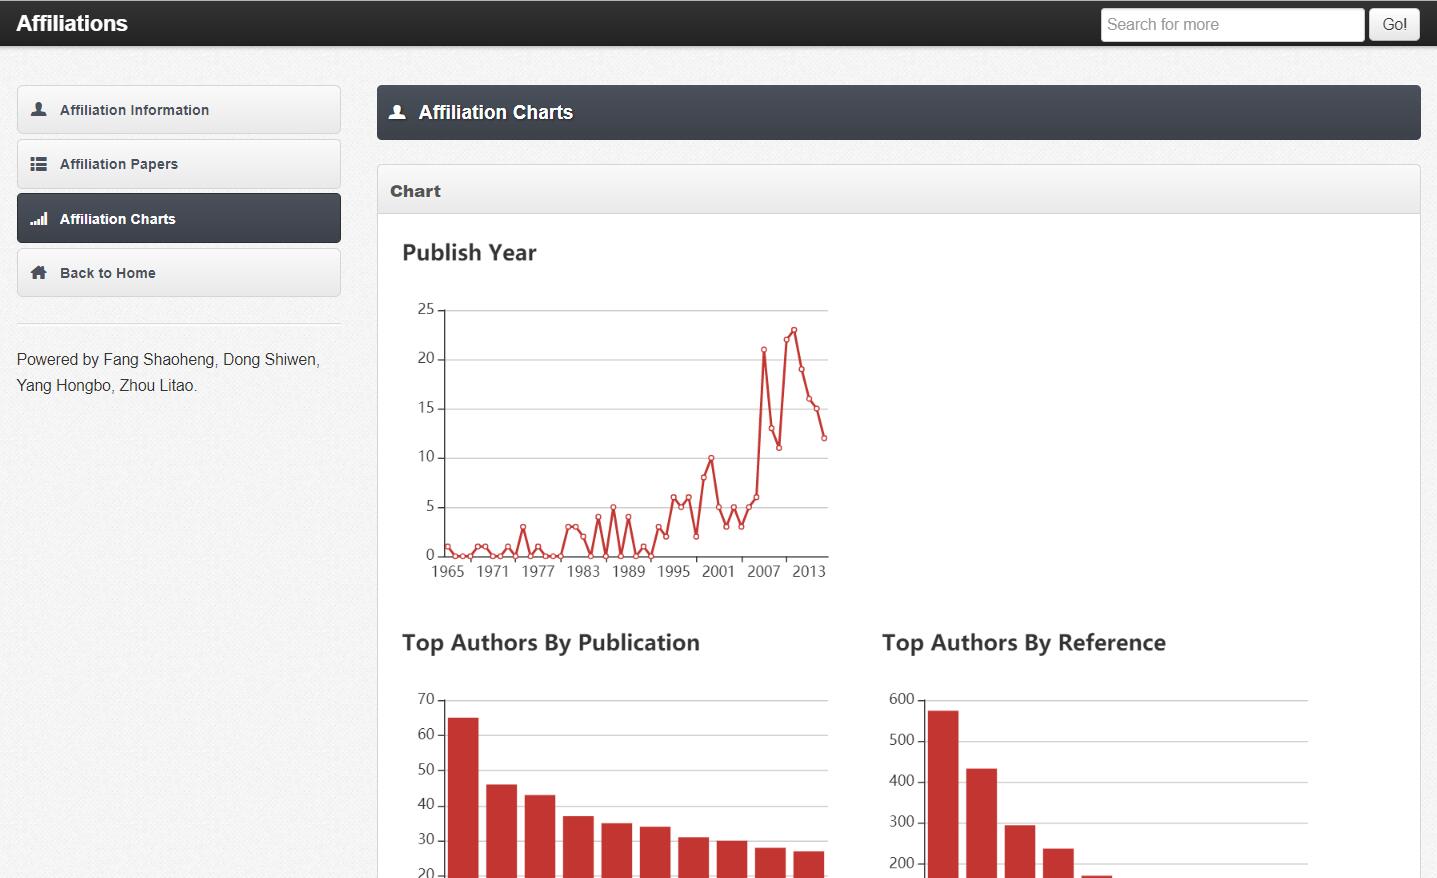 Affiliations
Search for more
Go!
Affiliation Information
Affiliation Papers
Affiliation Charts
Back to Home
Powered by Fang Shaoheng, Dong Shiwen,
Yang Hongbo, Zhou Litao.
Affiliation Charts
Chart
Publish Year
25
20
15
10
5
0
1965 1971 1977 1983 1989 1995 2001 2007 2013
Top Authors By Publication
70
60
50
40
30
20
Top Authors By Reference
600
500
400
300
200